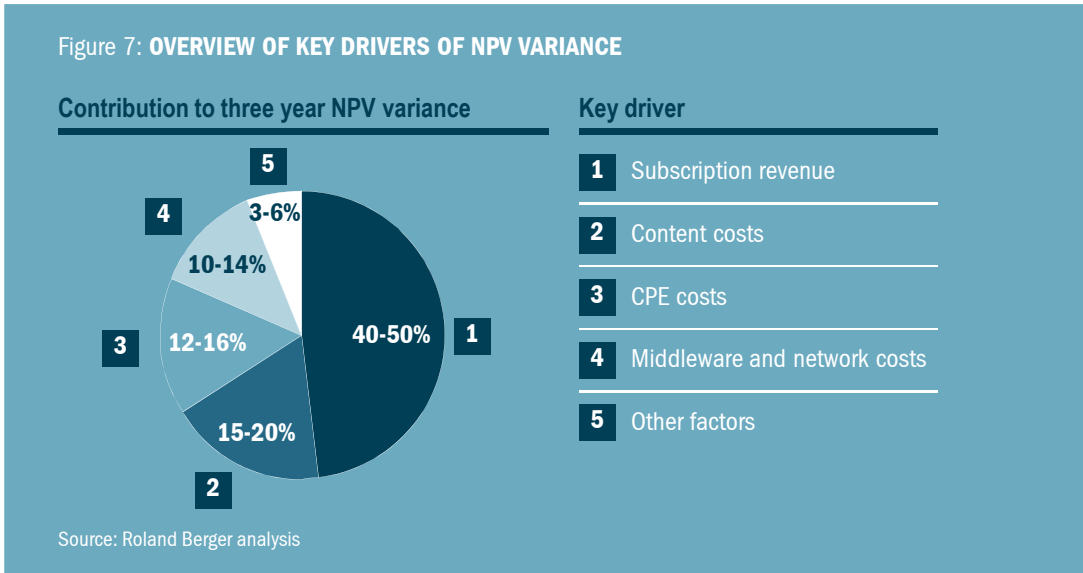 Figure 7: OVERVIEW OF KEY DRIVERS OF NPV VARIANCE
Contribution to three year NPV variance
Key driver
5
3-6%
4
10-14%
3
12-16%
40-50%
1
15-20%
2
1 Subscription revenue
2 Content costs
3 CPE costs
4 Middleware and network costs
5 Other factors
Source: Roland Berger analysis